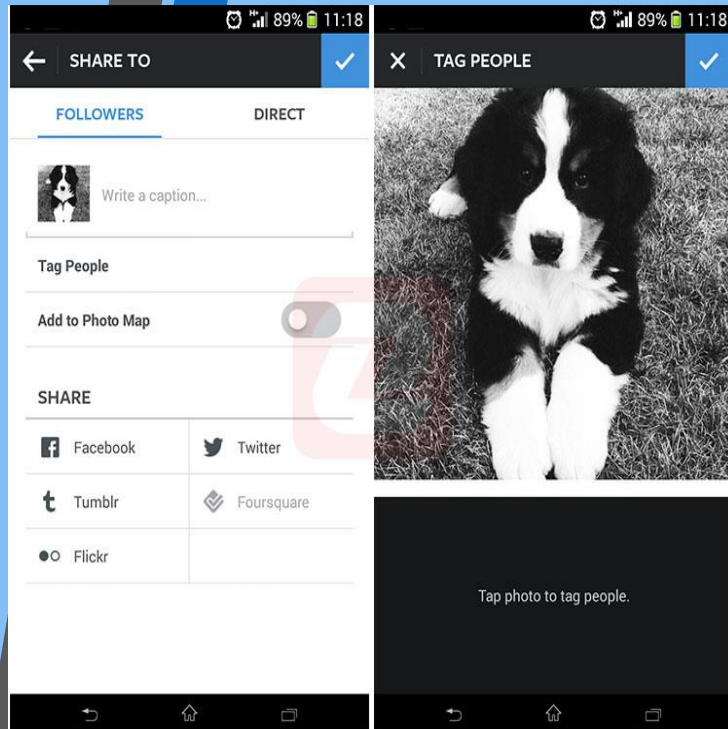 89% 11:18
SHARE TO
FOLLOWERS DIRECT
Write a caption...
Tag People
Add to Photo Map
SHARE
Facebook Twitter
Tumblr Foursquare
Flickr
89% 11:18
TAG PEOPLE
Tap photo to tag people.